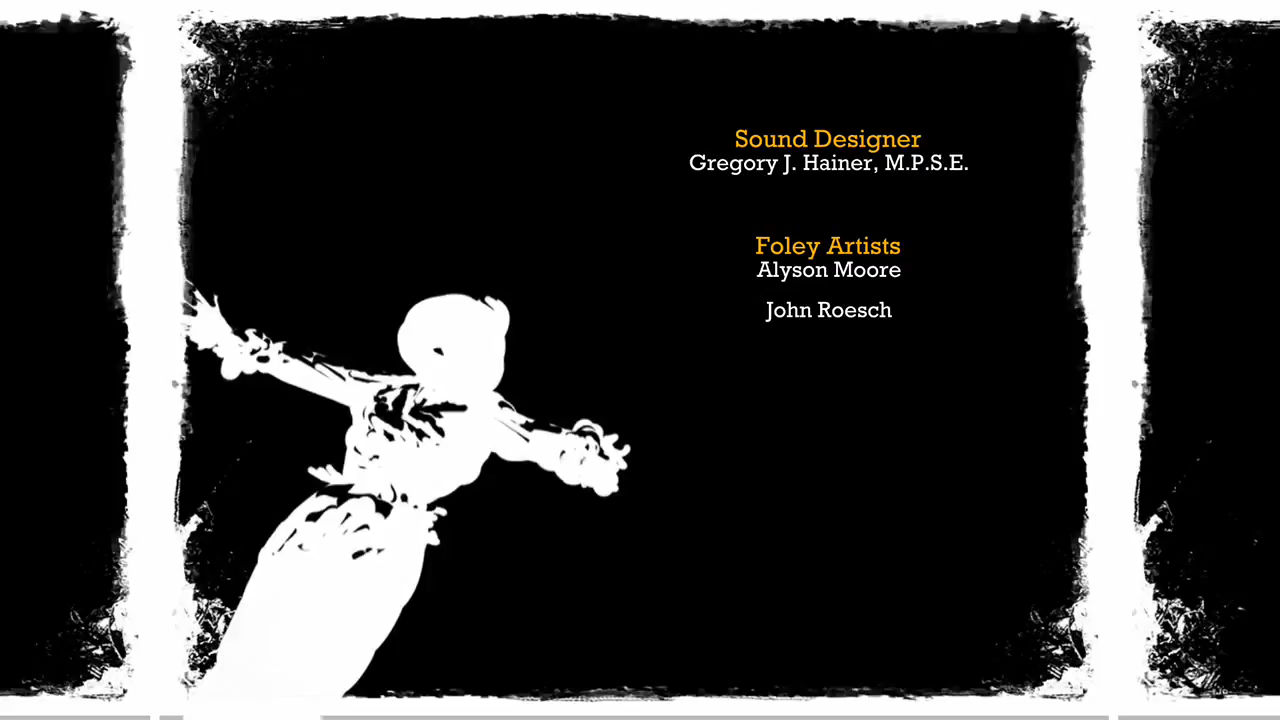 Sound Designer
Gregory J. Hainer, M.P.S.E.
Foley Artists
Alyson Moore
John Roesch